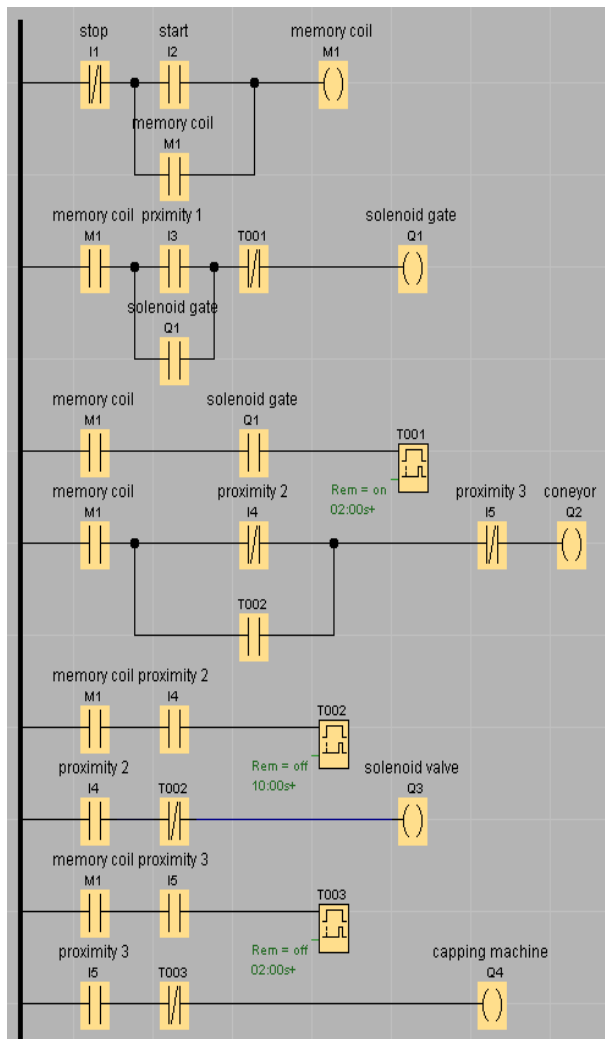 stop start memory coil
I1 I2 M1
memory coil
M1
memory coil prximity 1 solenoid gate
M1 I3 T001 Q1
solenoid gate
Q1
memory coil solenoid gate
M1 Q1 T001
Rem = on
02:00s+
memory coil proximity 2 proximity 3 coneyor
M1 I4 I5 Q2
T002
memory coil proximity 2
M1 I4 T002
Rem = off
10:00s+
proximity 2 solenoid valve
I4 T002 Q3
memory coil proximity 3
M1 I5 T003
Rem = off
02:00s+
proximity 3 capping machine
I5 T003 Q4